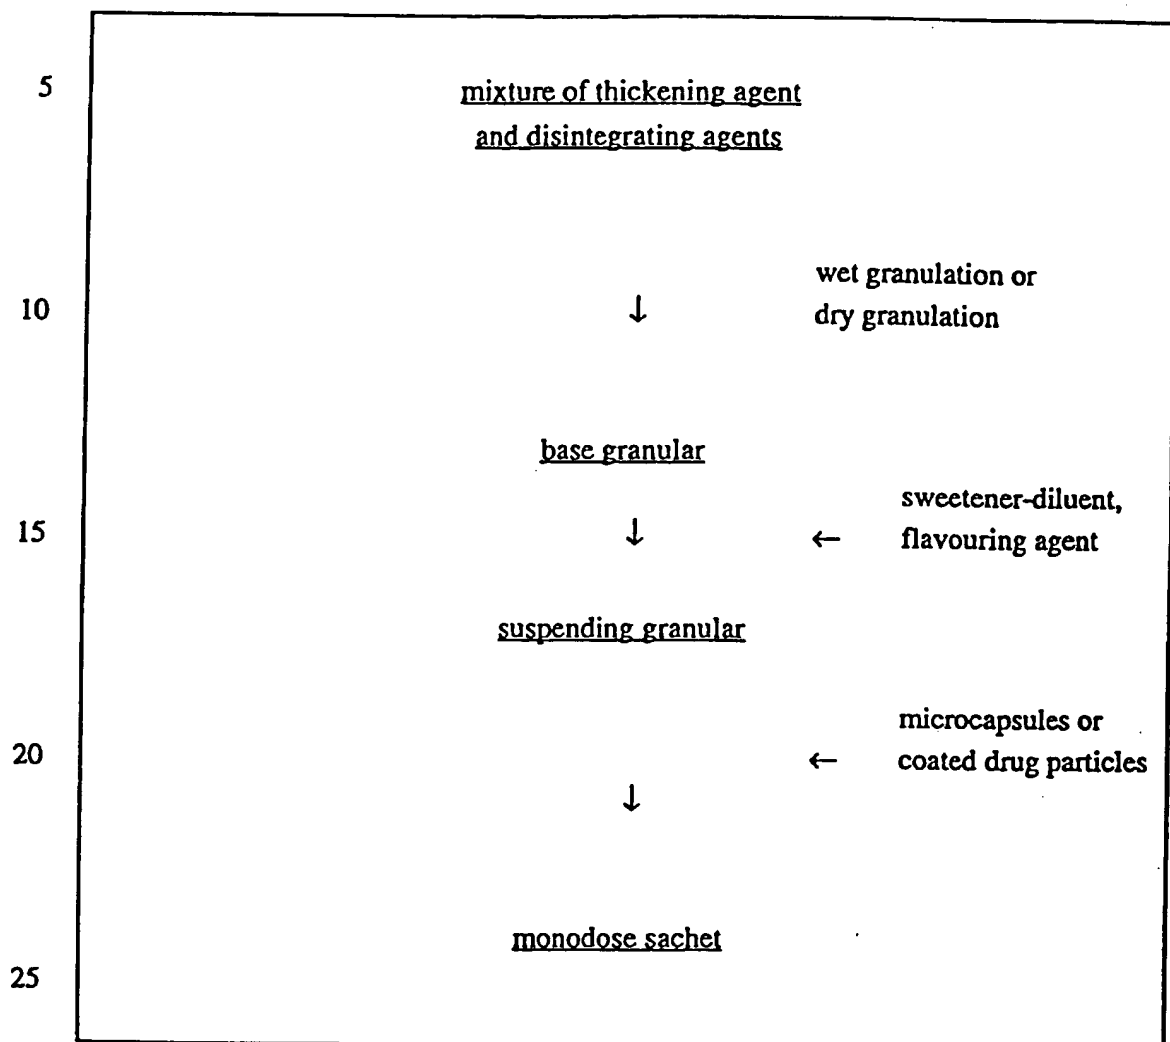 5
mixture of thickening agent
and disintegrating agents
wet granulation or
10
↓
dry granulation
base granular
sweetener-diluent,
15
↓
←
flavouring agent
suspending granular
microcapsules or
20
←
coated drug particles
↓
monodose sachet
25